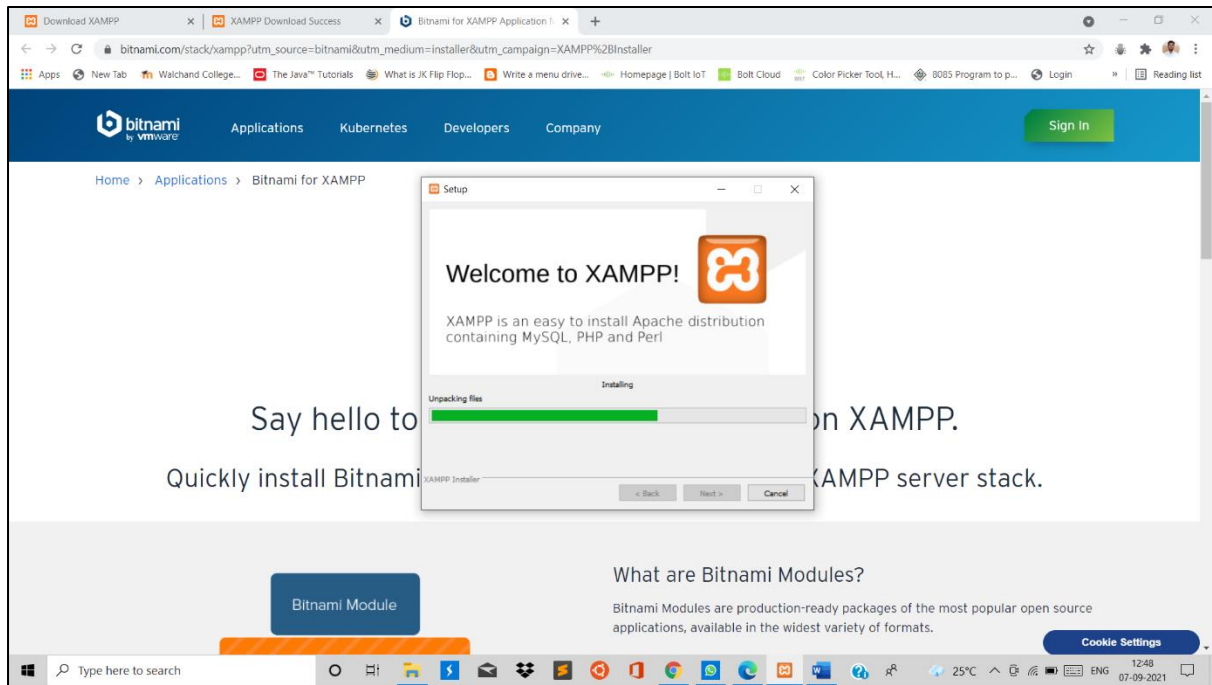 Download XAMPP
XAMPP Download Success
Bitnami for XAMPP Application
bitnami.com/stack/xampp?utm_source=bitnami&utm_medium=installer&utm_campaign=XAMPP%2BInstaller
Apps New Tab Walchand College... The Java™ Tutorials What is JK Flip Flop... Write a menu drive... Homepage | Bolt IoT Bolt Cloud Color Picker Tool, H... 8085 Program to p... Login » Reading list
bitnami
by vmware
Applications Kubernetes Developers Company
Sign In
Home > Applications > Bitnami for XAMPP
Setup
Welcome to XAMPP!
XAMPP is an easy to install Apache distribution
containing MySQL, PHP and Perl
Installing
Unpacking files
XAMPP Installer
< Back Next > Cancel
Say hello to on XAMPP.
Quickly install Bitnami XAMPP server stack.
Bitnami Module
What are Bitnami Modules?
Bitnami Modules are production-ready packages of the most popular open source
applications, available in the widest variety of formats.
Cookie Settings
Type here to search
25°C
ENG
12:48
07-09-2021